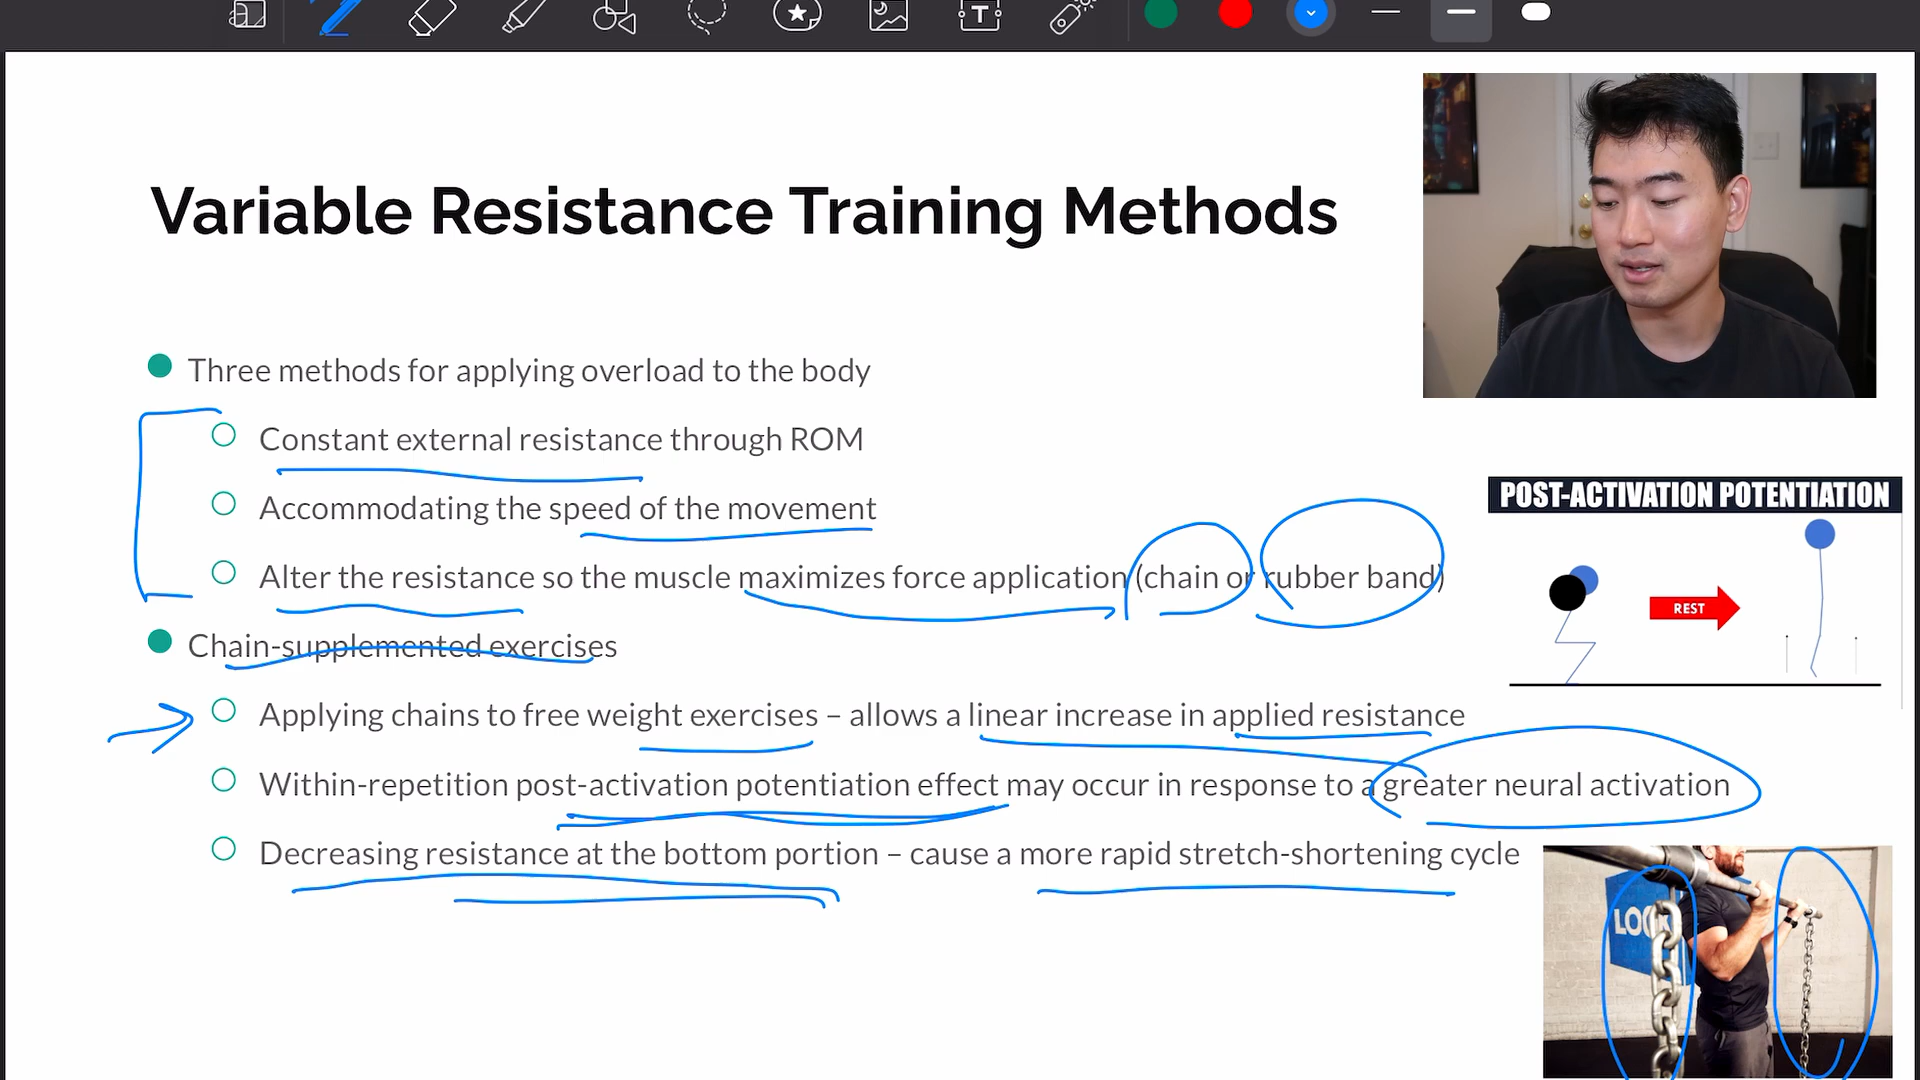 Variable Resistance Training Methods
Three methods for applying overload to the body
Constant external resistance through ROM
Accommodating the speed of the movement
Alter the resistance so the muscle maximizes force application (chain or rubber band)
Chain-supplemented exercises
Applying chains to free weight exercises – allows a linear increase in applied resistance
Within-repetition post-activation potentiation effect may occur in response to a greater neural activation
Decreasing resistance at the bottom portion – cause a more rapid stretch-shortening cycle
POST-ACTIVATION POTENTIATION
REST